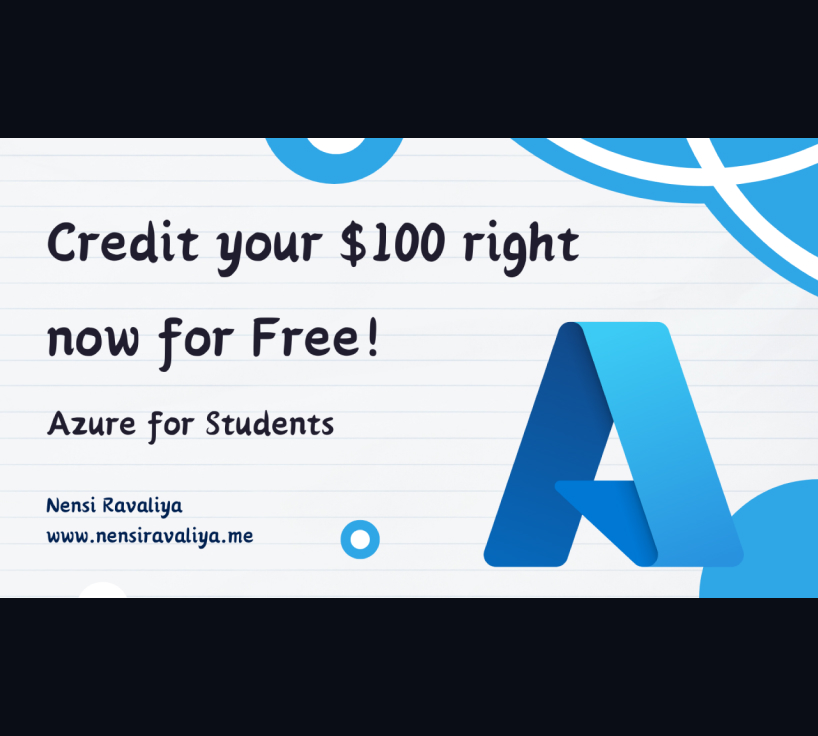 Credit your $100 right
now for Free!
Azure for Students
Nensi Ravaliya
www.nensiravaliya.me